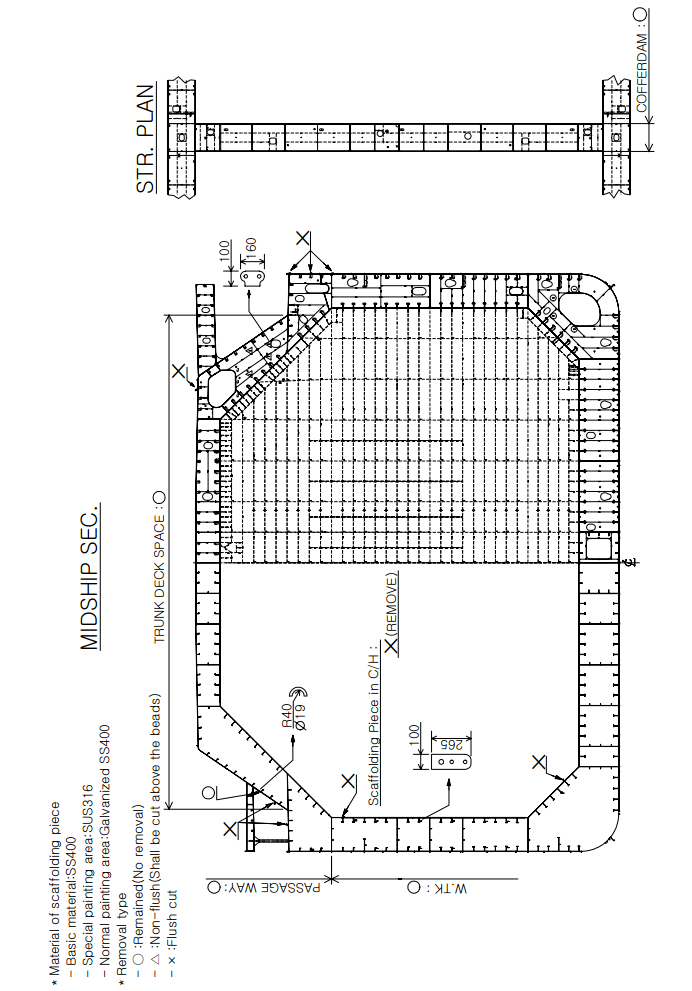 * Material of scaffolding piece
- Basic material:SS400
- Special painting area:SUS316
- Normal painting area:Galvanized SS400
* Removal type
- ○ :Remained(No removal)
- △ :Non-flush(Shall be cut above the beads)
- × :Flush cut
MIDSHIP SEC.
STR. PLAN
TRUNK DECK SPACE :○
COFFERDAM :○
PASSAGE WAY:○
W.TK :○
Scaffolding Piece in C/H :
X(REMOVE)
R40
Ø19
100
265
100
160
X
X
X
X
X
○